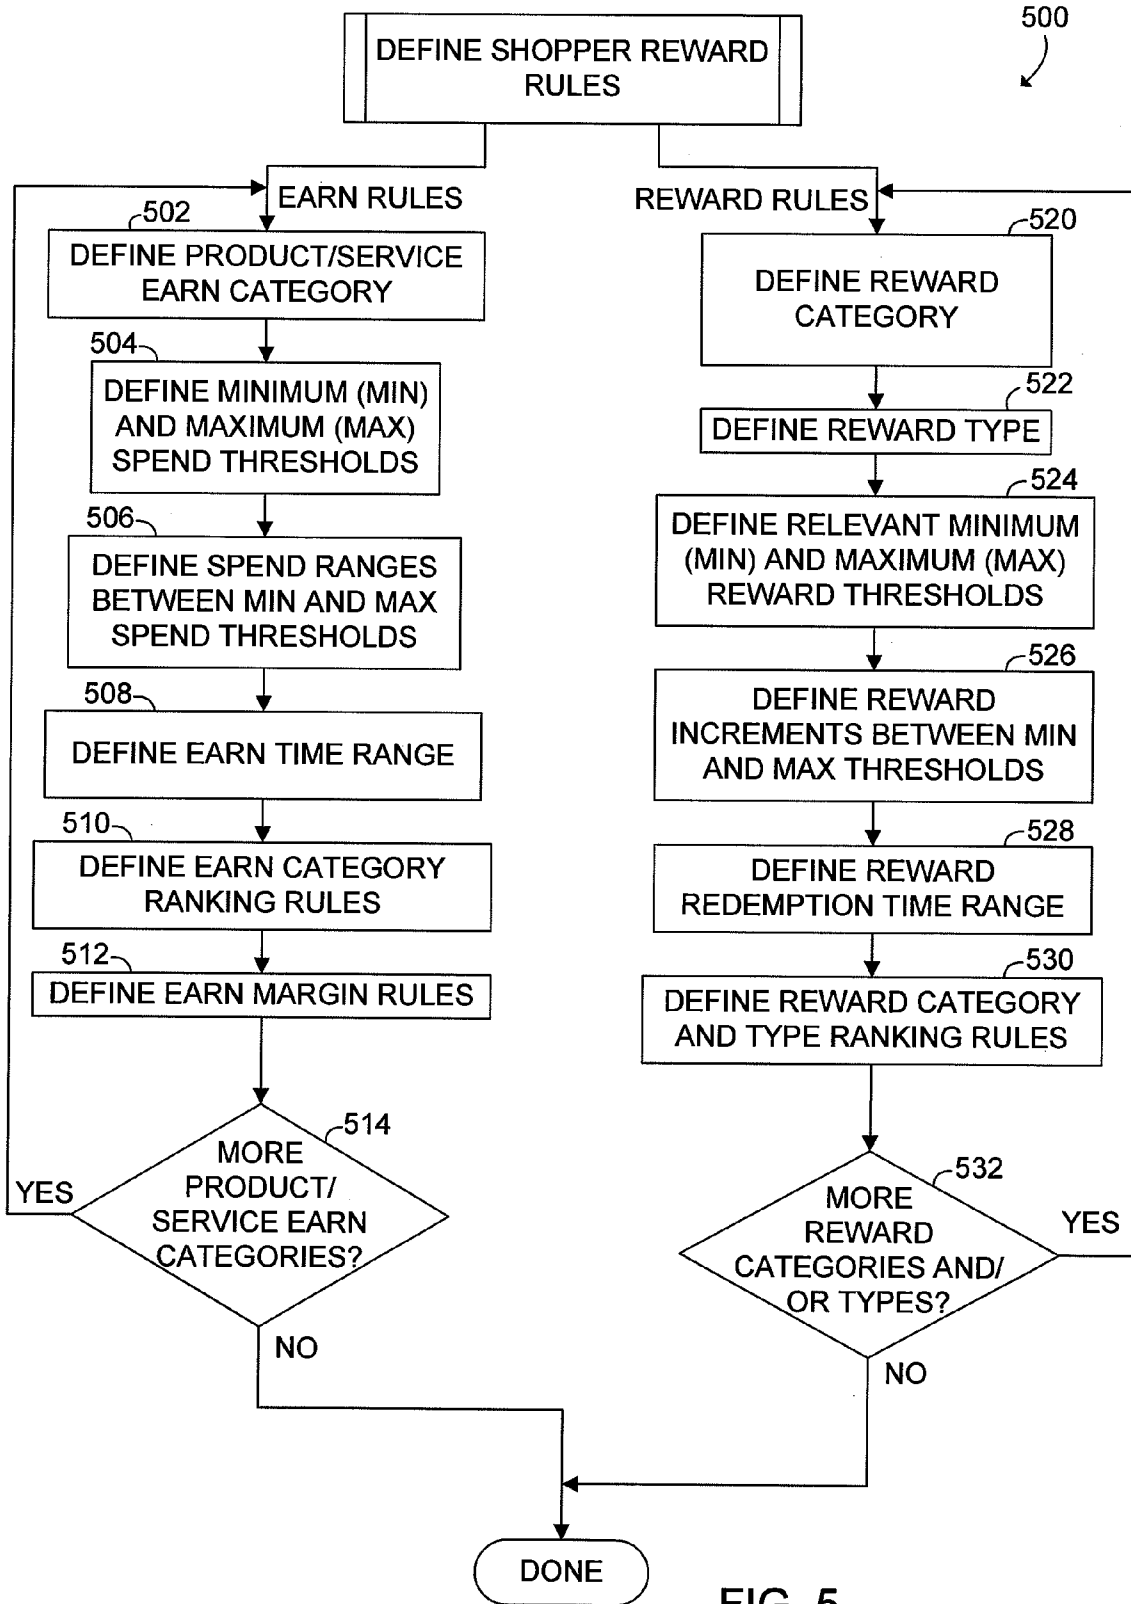 500
DEFINE SHOPPER REWARD
RULES
EARN RULES
502
DEFINE PRODUCT/SERVICE
EARN CATEGORY
504
DEFINE MINIMUM (MIN)
AND MAXIMUM (MAX)
SPEND THRESHOLDS
506
DEFINE SPEND RANGES
BETWEEN MIN AND MAX
SPEND THRESHOLDS
508
DEFINE EARN TIME RANGE
510
DEFINE EARN CATEGORY
RANKING RULES
512
DEFINE EARN MARGIN RULES
514
MORE
PRODUCT/
SERVICE EARN
CATEGORIES?
YES
NO
REWARD RULES
520
DEFINE REWARD
CATEGORY
522
DEFINE REWARD TYPE
524
DEFINE RELEVANT MINIMUM
(MIN) AND MAXIMUM (MAX)
REWARD THRESHOLDS
526
DEFINE REWARD
INCREMENTS BETWEEN MIN
AND MAX THRESHOLDS
528
DEFINE REWARD
REDEMPTION TIME RANGE
530
DEFINE REWARD CATEGORY
AND TYPE RANKING RULES
532
MORE
REWARD
CATEGORIES AND/
OR TYPES?
YES
NO
DONE
FIG. 5